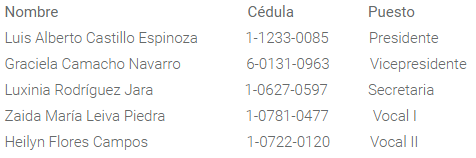 Nombre Cédula Puesto
Luis Alberto Castillo Espinoza 1-1233-0085 Presidente
Graciela Camacho Navarro 6-0131-0963 Vicepresidente
Luxinia Rodríguez Jara 1-0627-0597 Secretaria
Zaida María Leiva Piedra 1-0781-0477 Vocal I
Heilyn Flores Campos 1-0722-0120 Vocal II